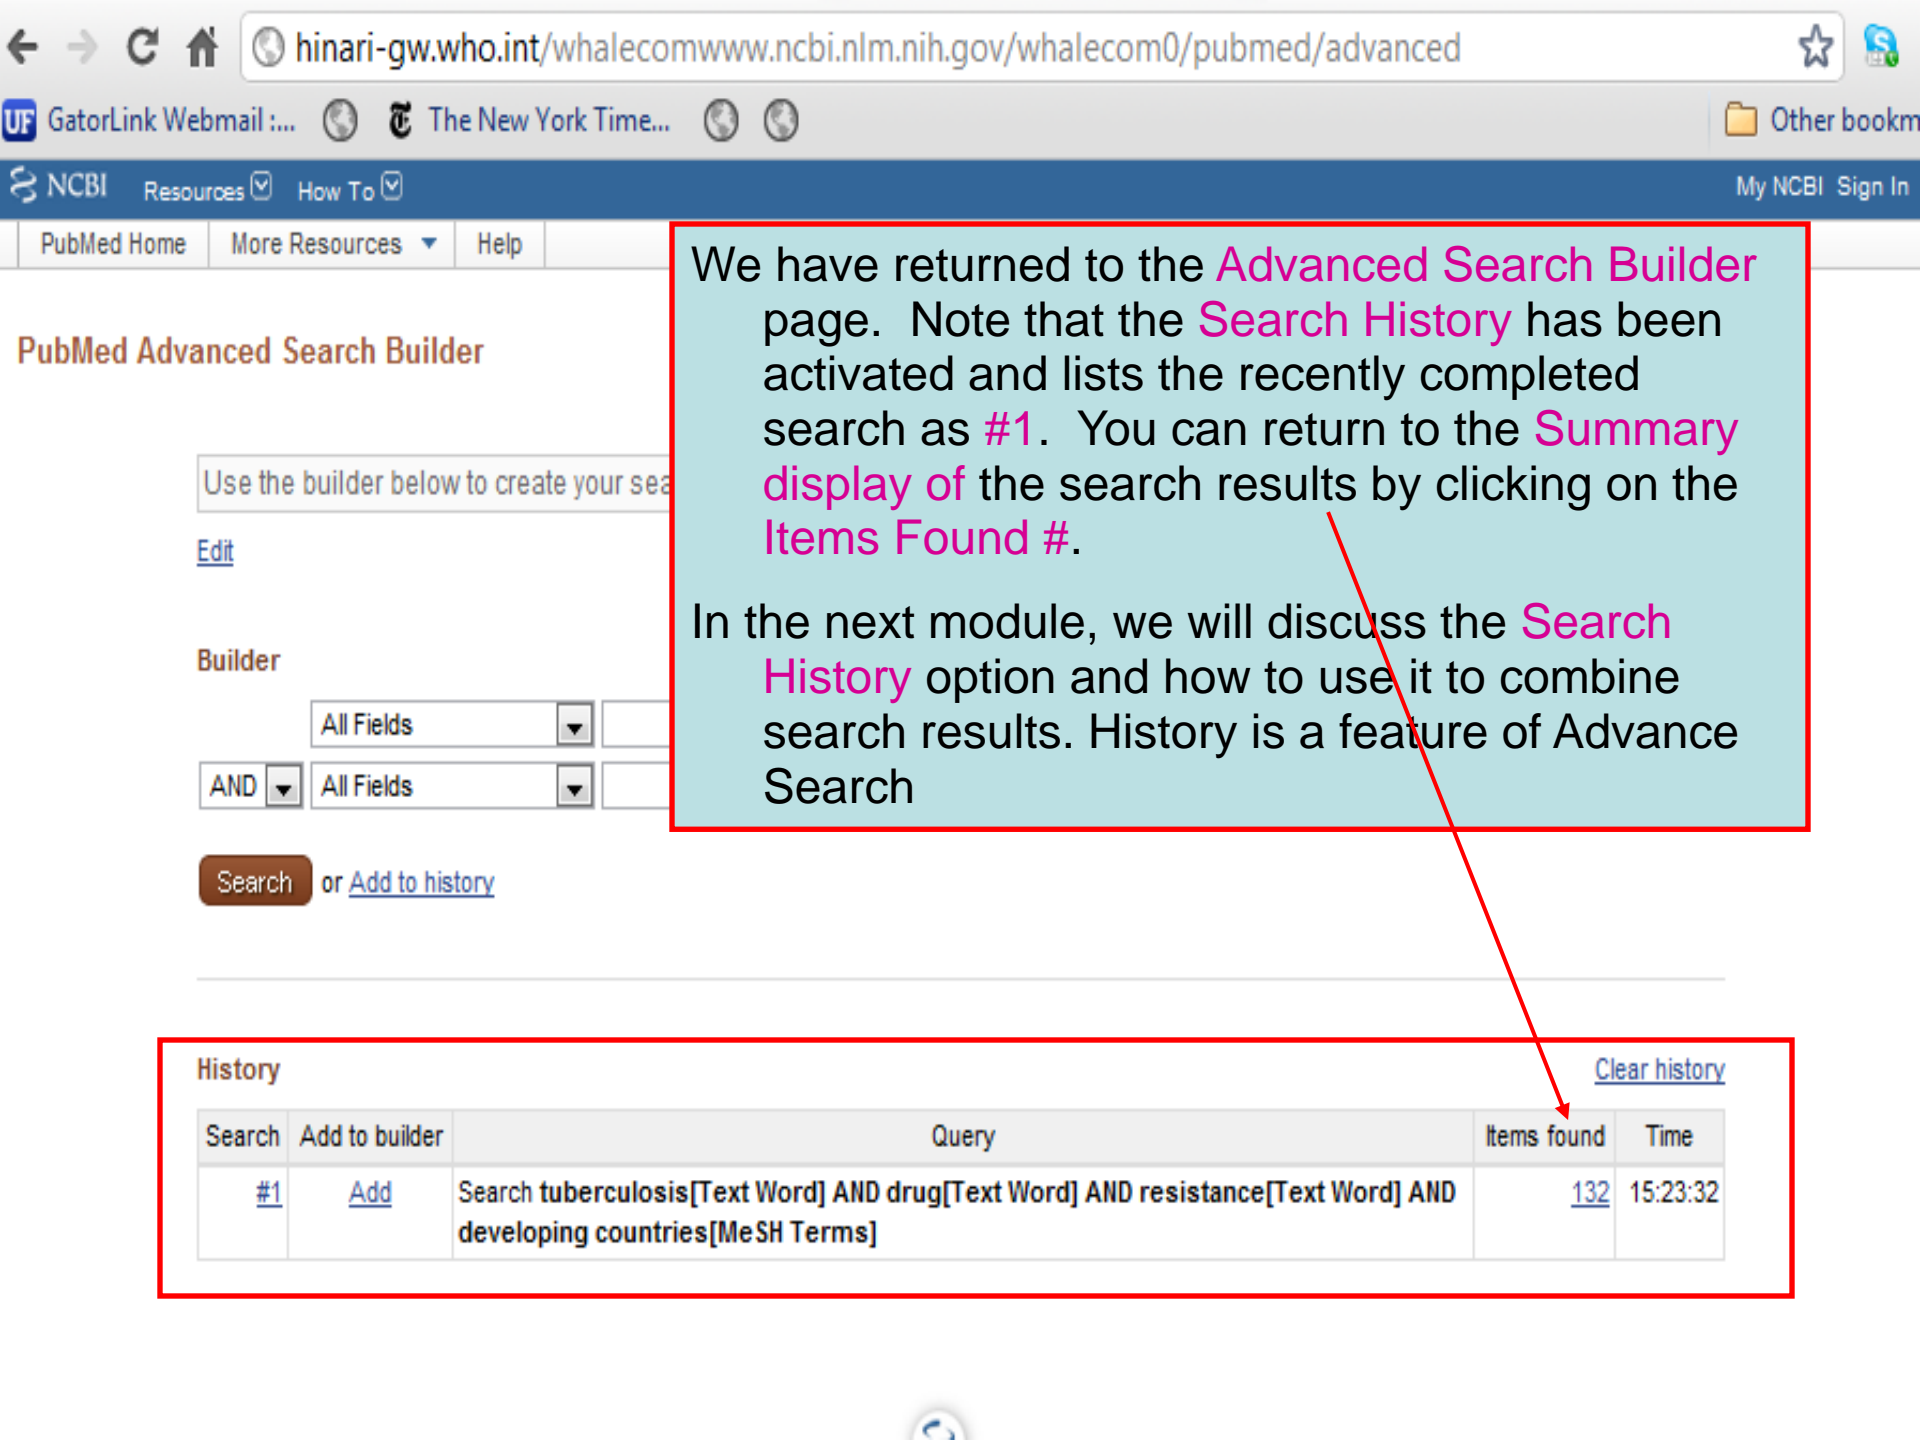 hinari-gw.who.int/whalecomwww.ncbi.nlm.nih.gov/whalecom0/pubmed/advanced
UF GatorLink Webmail :... The New York Time... Other bookm
NCBI Resources How To My NCBI Sign In
PubMed Home More Resources Help
We have returned to the Advanced Search Builder
page. Note that the Search History has been
activated and lists the recently completed
search as #1. You can return to the Summary
display of the search results by clicking on the
Items Found #.
In the next module, we will discuss the Search
History option and how to use it to combine
search results. History is a feature of Advance
Search
PubMed Advanced Search Builder
Use the builder below to create your sea
Edit
Builder
All Fields
AND All Fields
Search or Add to history
History Clear history
Search Add to builder Query Items found Time
#1 Add Search tuberculosis[Text Word] AND drug[Text Word] AND resistance[Text Word] AND 132 15:23:32
developing countries[MeSH Terms]